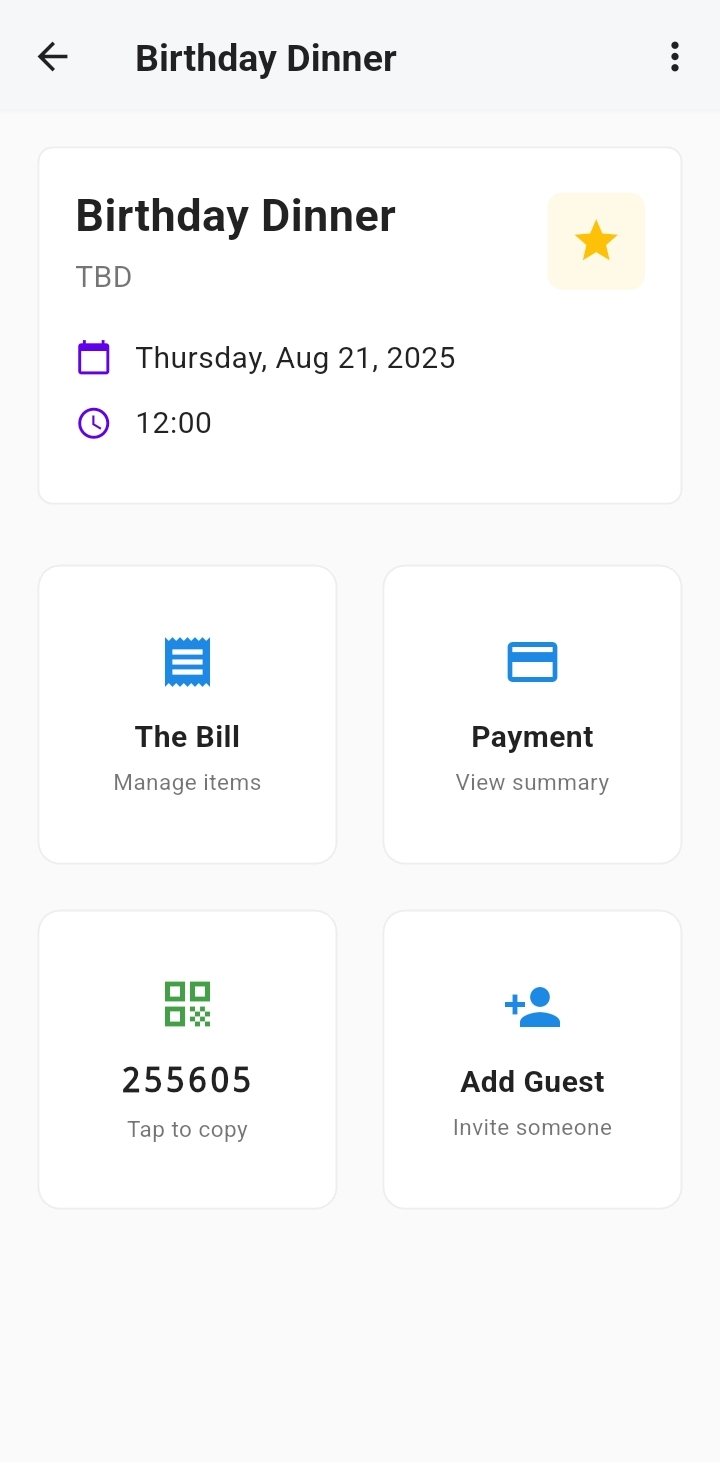 Birthday Dinner
Birthday Dinner
TBD
Thursday, Aug 21, 2025
12:00
The Bill
Manage items
Payment
View summary
255605
Tap to copy
Add Guest
Invite someone